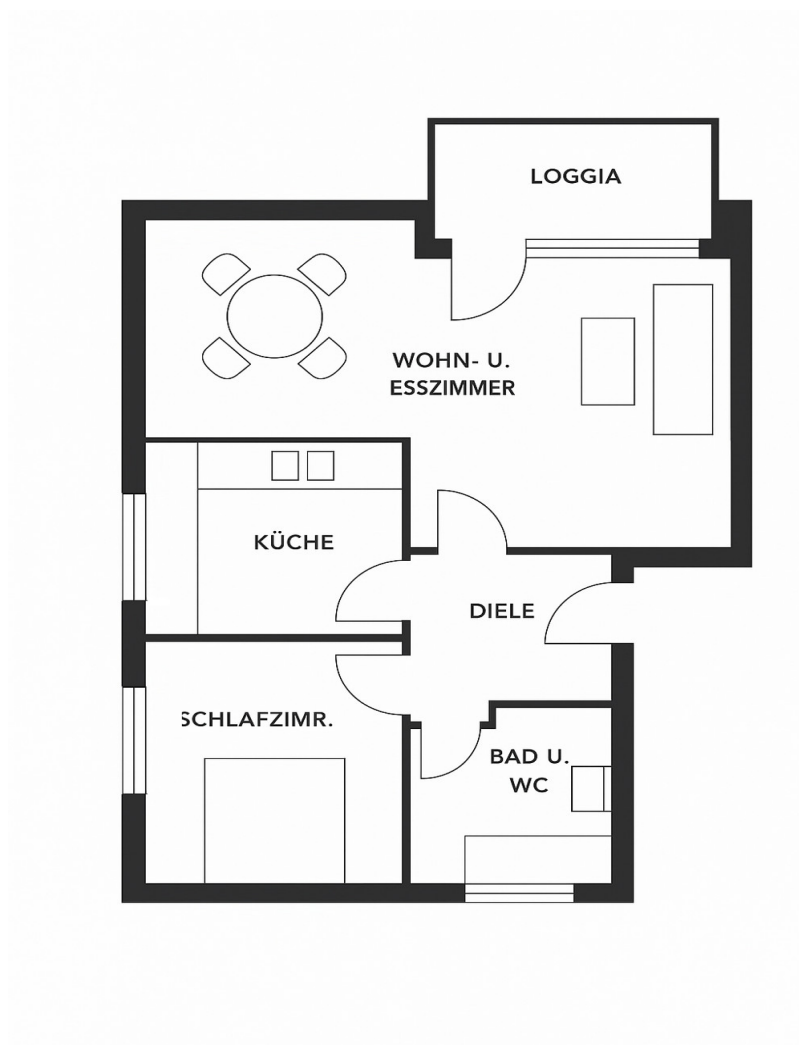 LOGGIA
WOHN- U.
ESSZIMMER
KÜCHE
DIELE
SCHLAFZIMR.
BAD U.
WC